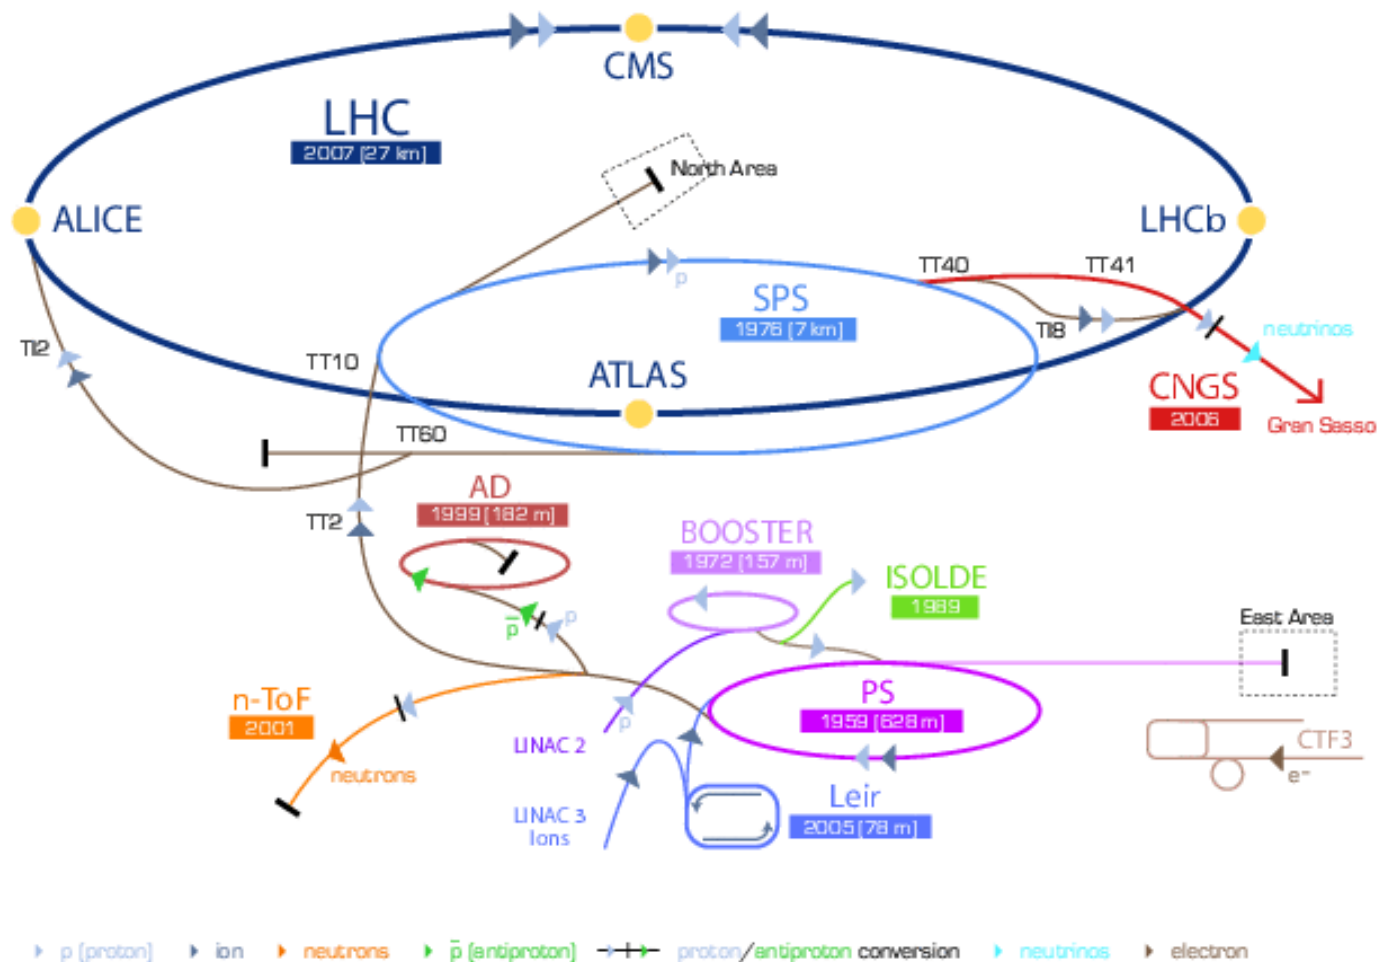 CMS
LHC
2007 [27 km]
North Area
ALICE
LHCb
TT40
TT41
SPS
1976 [7 km]
p
TI8
neutrinos
TI2
TT10
ATLAS
CNGS
2006
Gran Sasso
TT60
AD
1999 [182 m]
TT2
BOOSTER
1972 [157 m]
ISOLDE
1989
p
p̄
East Area
n-ToF
2001
PS
1959 [628 m]
p
LINAC 2
neutrons
CTF3
e-
Leir
2005 [78 m]
LINAC 3
Ions
p [proton]
ion
neutrons
p̄ [antiproton]
proton/antiproton conversion
neutrinos
electron